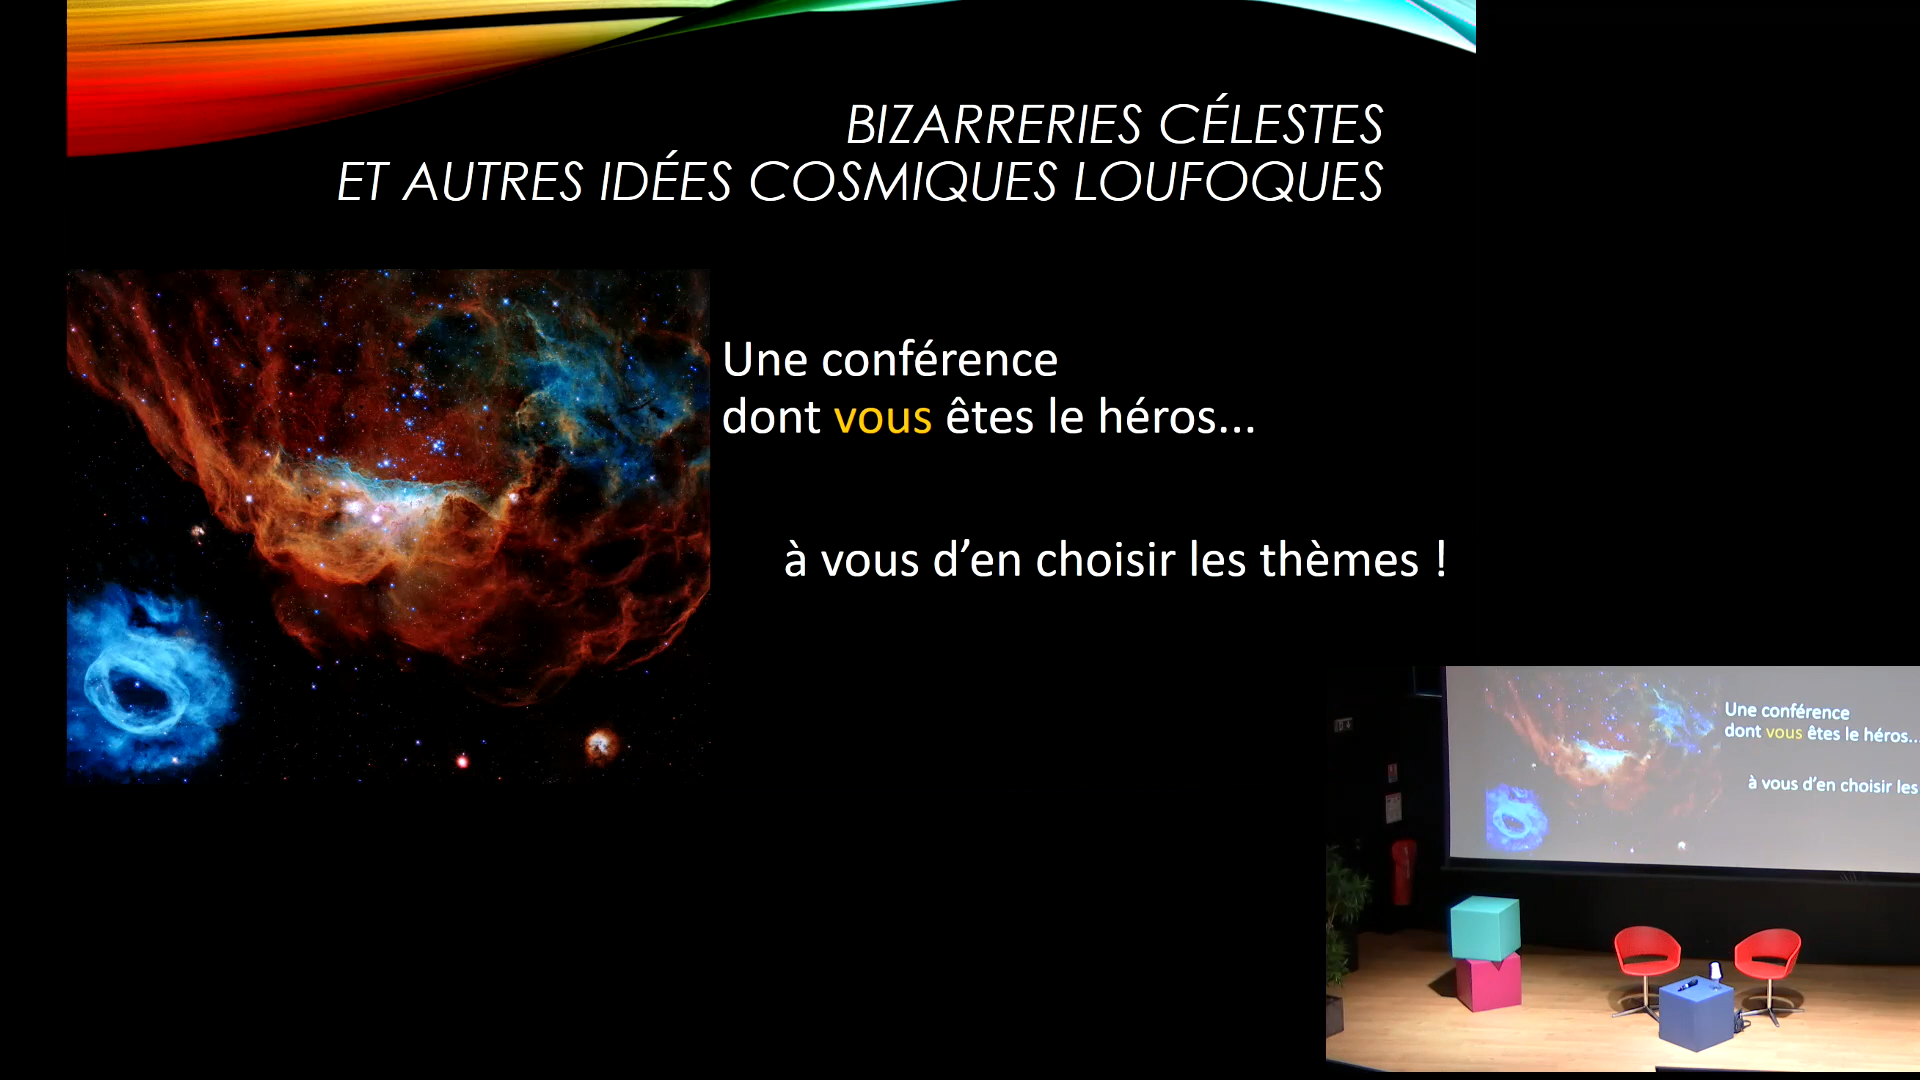 BIZARRERIES CÉLESTES
ET AUTRES IDÉES COSMIQUES LOUFOQUES
Une conférence
dont vous êtes le héros...
à vous d’en choisir les thèmes !
Une conférence
dont vous êtes le héros...
à vous d’en choisir les